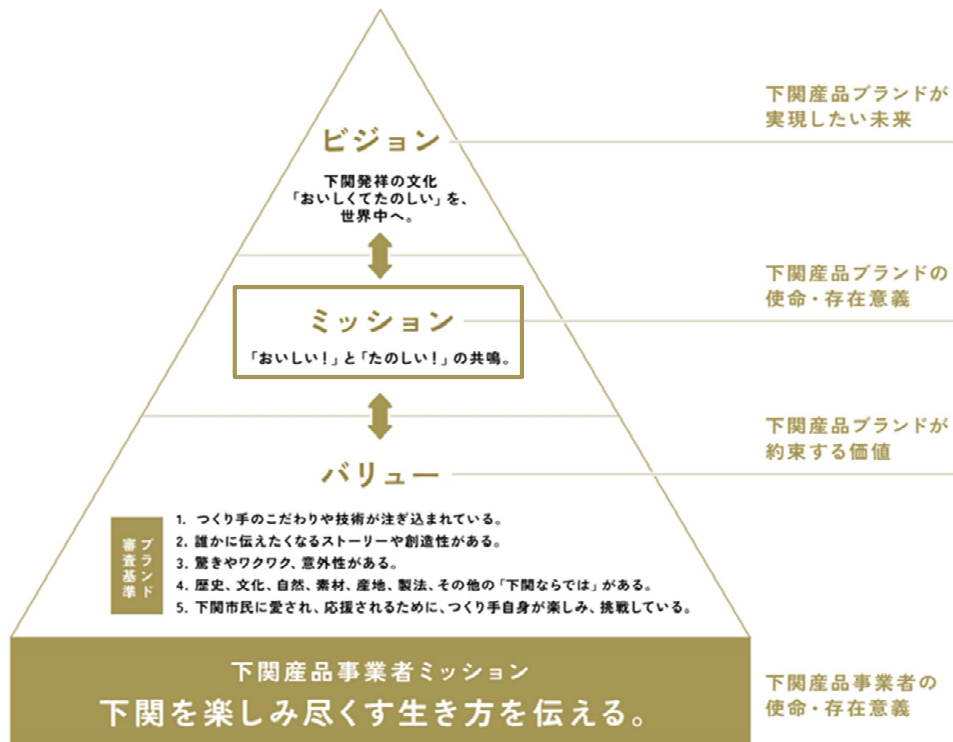 下関産品ブランドが
実現したい未来
ビジョン
下関発祥の文化
「おいしくてたのしい」を、
世界中へ。
下関産品ブランドの
使命・存在意義
ミッション
「おいしい！」と「たのしい！」の共鳴。
下関産品ブランドが
約束する価値
バリュー
ブランド
審査基準
1. つくり手のこだわりや技術が注ぎ込まれている。
2. 誰かに伝えたくなるストーリーや創造性がある。
3. 驚きやワクワク、意外性がある。
4. 歴史、文化、自然、素材、産地、製法、その他の「下関ならでは」がある。
5. 下関市民に愛され、応援されるために、つくり手自身が楽しみ、挑戦している。
下関産品事業者ミッション
下関を楽しみ尽くす生き方を伝える。
下関産品事業者の
使命・存在意義